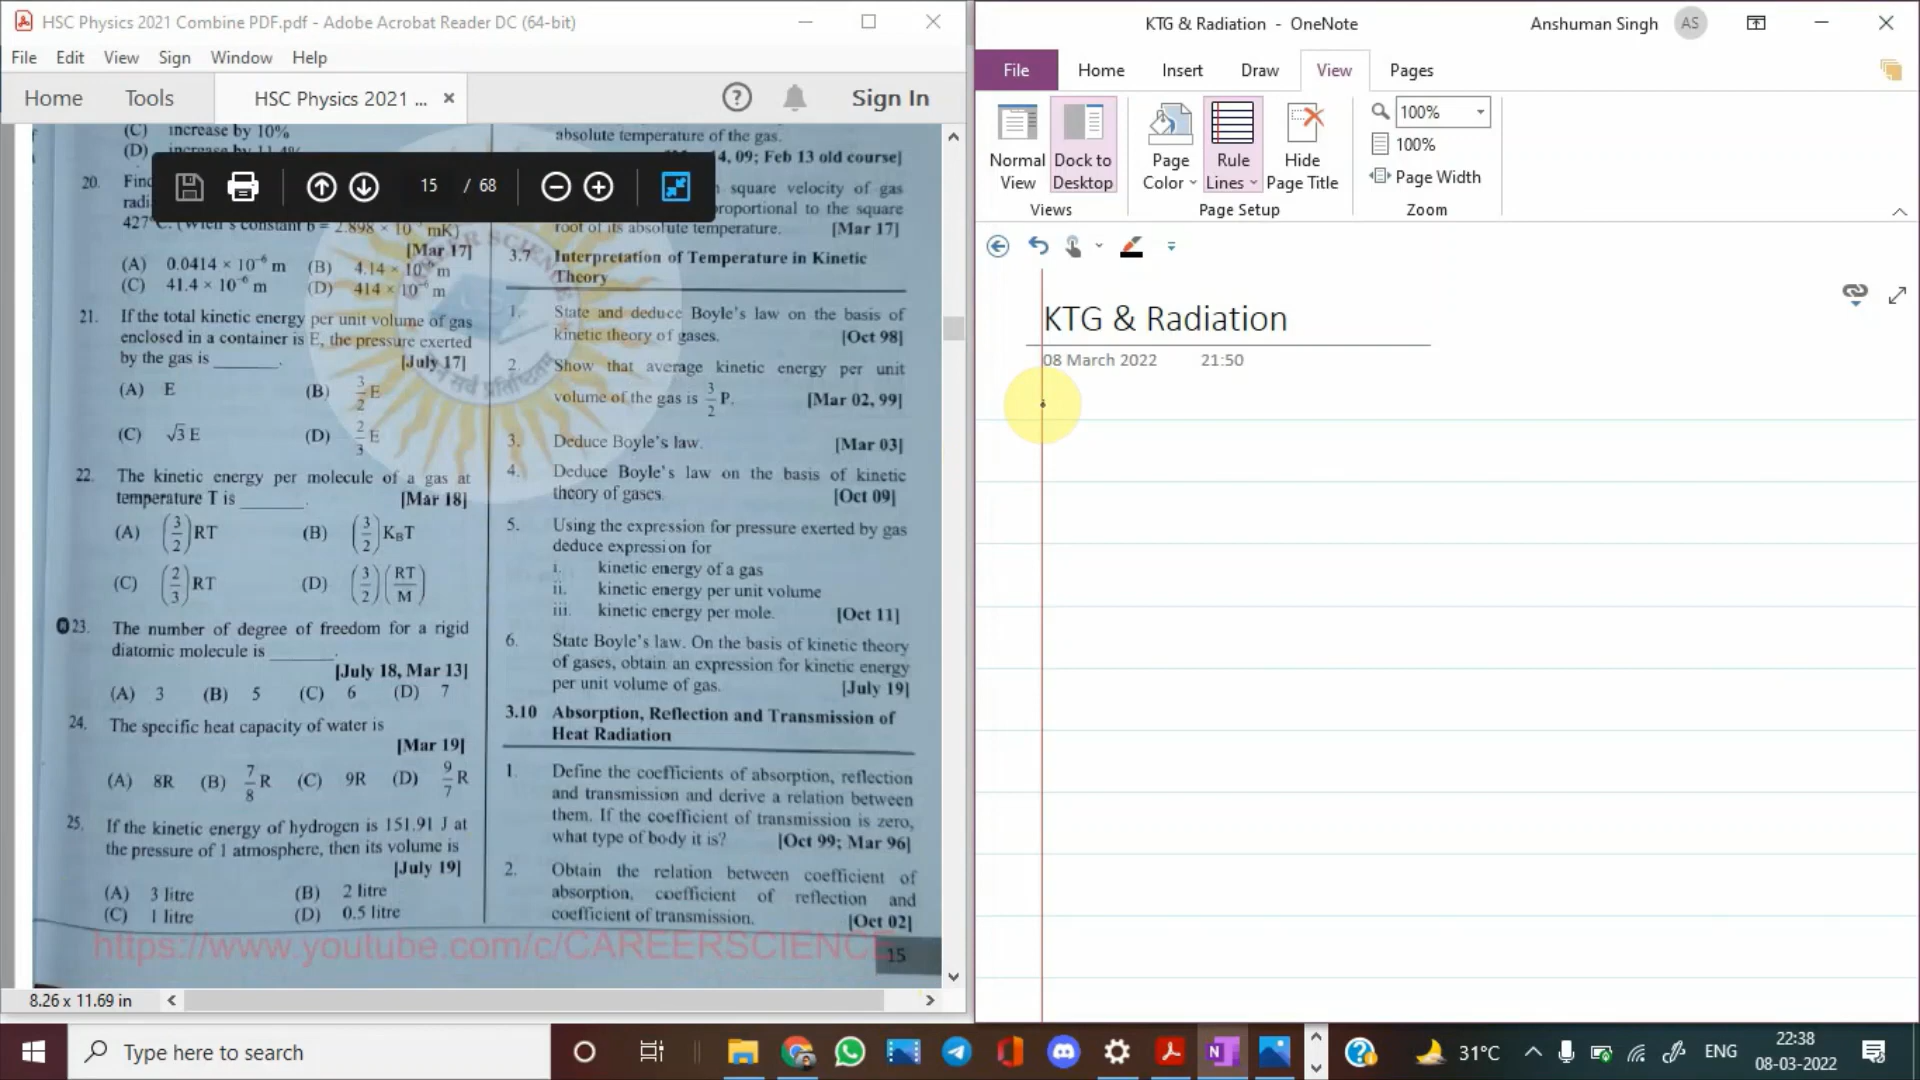 HSC Physics 2021 Combine PDF.pdf - Adobe Acrobat Reader DC (64-bit)
File Edit View Sign Window Help
Home Tools HSC Physics 2021 ... Sign In
15 / 68
(C) increase by 10%
(D) increase by 11.4%
20. Find
radi
427°C. (Wien's constant b = 2.898 × 10 mK)
[Mar 17]
(A) 0.0414 × 10⁻⁶ m (B) 4.14 × 10⁻⁶ m
(C) 41.4 × 10⁻⁶ m (D) 414 × 10⁻⁶ m
21. If the total kinetic energy per unit volume of gas
enclosed in a container is E, the pressure exerted
by the gas is ______. [July 17]
(A) E (B) 3/2 E
(C) √3 E (D) 2/3 E
22. The kinetic energy per molecule of a gas at
temperature T is ______. [Mar 18]
(A) (3/2) RT (B) (3/2) KBT
(C) (2/3) RT (D) (3/2) (RT/M)
23. The number of degree of freedom for a rigid
diatomic molecule is ______.
[July 18, Mar 13]
(A) 3 (B) 5 (C) 6 (D) 7
24. The specific heat capacity of water is
[Mar 19]
(A) 8R (B) 7/8 R (C) 9R (D) 9/7 R
25. If the kinetic energy of hydrogen is 151.91 J at
the pressure of 1 atmosphere, then its volume is
[July 19]
(A) 3 litre (B) 2 litre
(C) 1 litre (D) 0.5 litre
absolute temperature of the gas.
14, 09; Feb 13 old course]
square velocity of gas
roportional to the square
root of its absolute temperature. [Mar 17]
3.7 Interpretation of Temperature in Kinetic
Theory
1. State and deduce Boyle's law on the basis of
kinetic theory of gases. [Oct 98]
2. Show that average kinetic energy per unit
volume of the gas is 3/2 P. [Mar 02, 99]
3. Deduce Boyle's law. [Mar 03]
4. Deduce Boyle's law on the basis of kinetic
theory of gases. [Oct 09]
5. Using the expression for pressure exerted by gas
deduce expression for
i. kinetic energy of a gas
ii. kinetic energy per unit volume
iii. kinetic energy per mole. [Oct 11]
6. State Boyle's law. On the basis of kinetic theory
of gases, obtain an expression for kinetic energy
per unit volume of gas. [July 19]
3.10 Absorption, Reflection and Transmission of
Heat Radiation
1. Define the coefficients of absorption, reflection
and transmission and derive a relation between
them. If the coefficient of transmission is zero,
what type of body it is? [Oct 99; Mar 96]
2. Obtain the relation between coefficient of
absorption, coefficient of reflection and
coefficient of transmission. [Oct 02]
https://www.youtube.com/c/CAREERSCIENCE
15
8.26 x 11.69 in
KTG & Radiation - OneNote
Anshuman Singh AS
File Home Insert Draw View Pages
Normal View
Dock to Desktop
Views
Page Color
Rule Lines
Hide Page Title
Page Setup
100%
100%
Page Width
Zoom
KTG & Radiation
08 March 2022 21:50
Type here to search
31°C
ENG
22:38
08-03-2022